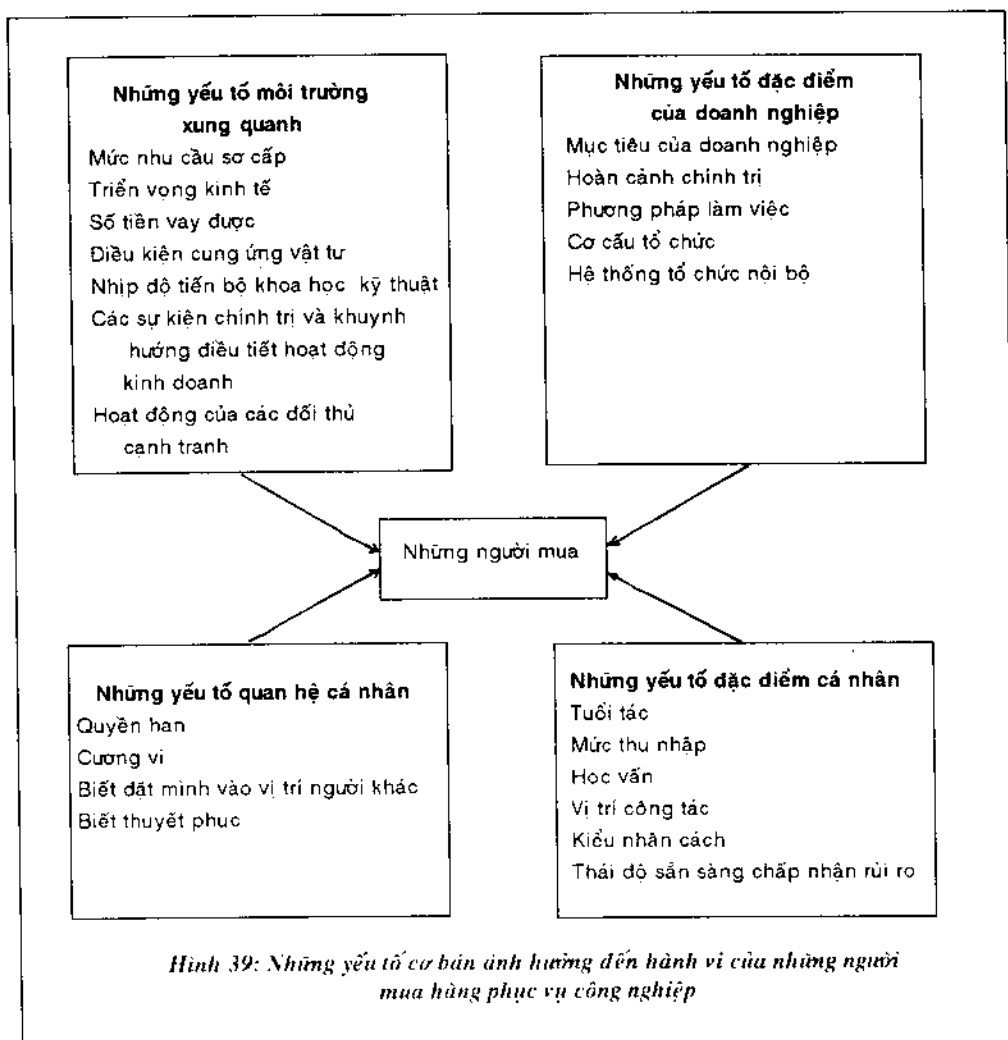 Những yếu tố môi trường
xung quanh
Mức nhu cầu sơ cấp
Triển vọng kinh tế
Số tiền vay được
Điều kiện cung ứng vật tư
Nhịp độ tiến bộ khoa học kỹ thuật
Các sự kiện chính trị và khuynh
hướng điều tiết hoạt động
kinh doanh
Hoạt động của các đối thủ
cạnh tranh
Những yếu tố đặc điểm
của doanh nghiệp
Mục tiêu của doanh nghiệp
Hoàn cảnh chính trị
Phương pháp làm việc
Cơ cấu tổ chức
Hệ thống tổ chức nội bộ
Những người mua
Những yếu tố quan hệ cá nhân
Quyền hạn
Cương vị
Biết đặt mình vào vị trí người khác
Biết thuyết phục
Những yếu tố đặc điểm cá nhân
Tuổi tác
Mức thu nhập
Học vấn
Vị trí công tác
Kiểu nhân cách
Thái độ sẵn sàng chấp nhận rủi ro
Hình 39: Những yếu tố cơ bản ảnh hưởng đến hành vi của những người
mua hàng phục vụ công nghiệp